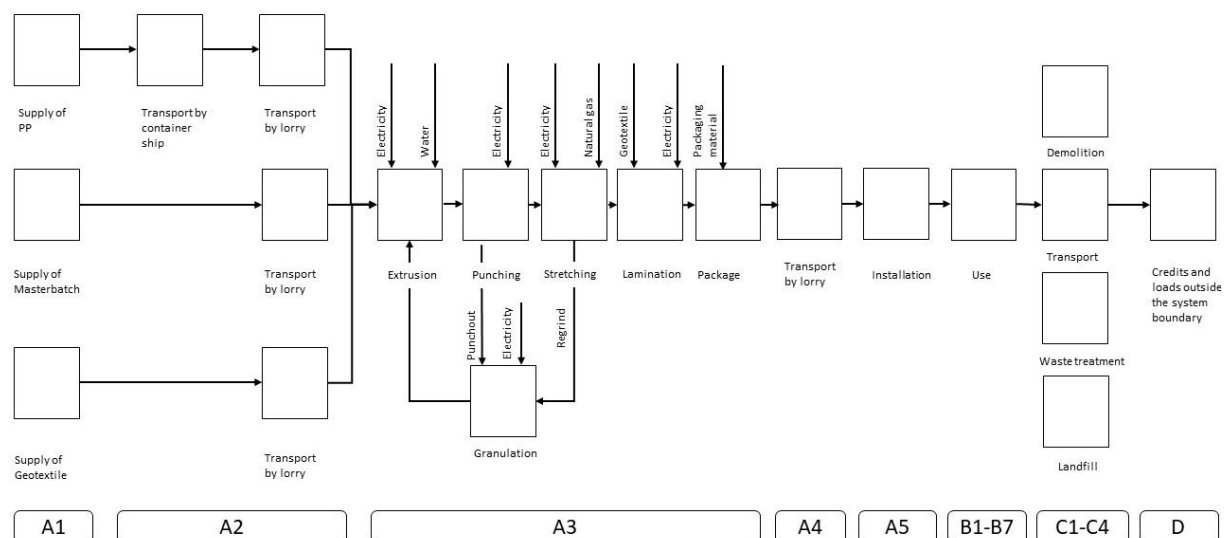 Supply of
PP
Transport by
container
ship
Transport
by lorry
Electricity
Water
Electricity
Electricity
Natural gas
Geotextile
Electricity
Packaging
material
Demolition
Supply of
Masterbatch
Transport
by lorry
Extrusion
Punching
Stretching
Lamination
Package
Transport
by lorry
Installation
Use
Transport
Credits and
loads outside
the system
boundary
Punchout
Electricity
Regrind
Waste treatment
Supply of
Geotextile
Transport
by lorry
Granulation
Landfill
A1
A2
A3
A4
A5
B1-B7
C1-C4
D